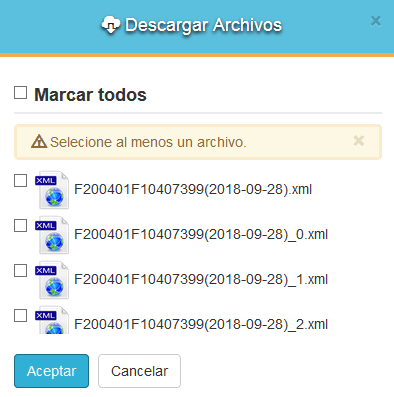 Descargar Archivos
×
Marcar todos
Selecione al menos un archivo.
×
XML F200401F10407399(2018-09-28).xml
XML F200401F10407399(2018-09-28)_0.xml
XML F200401F10407399(2018-09-28)_1.xml
XML F200401F10407399(2018-09-28)_2.xml
Aceptar Cancelar